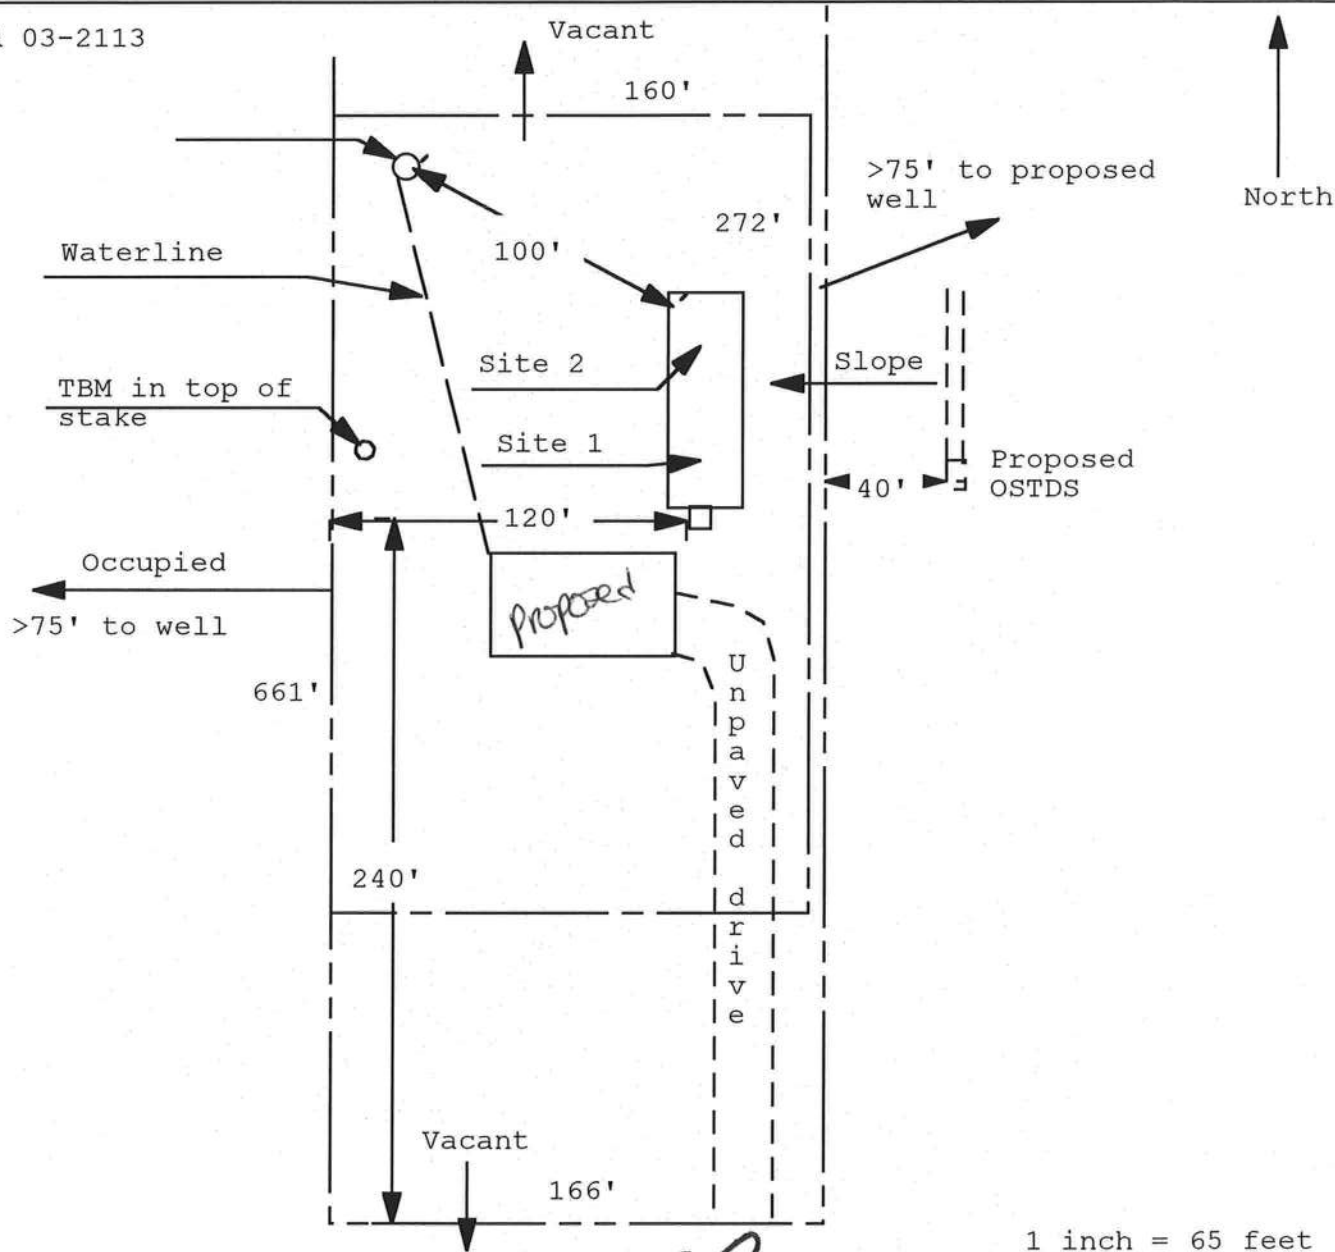 03-2113
Vacant
160'
>75' to proposed
well
North
272'
Waterline
100'
Site 2
Slope
TBM in top of
stake
Site 1
Proposed
OSTDS
40'
120'
Occupied
Proposed
>75' to well
661'
Unpaved drive
240'
Vacant
166'
1 inch = 65 feet